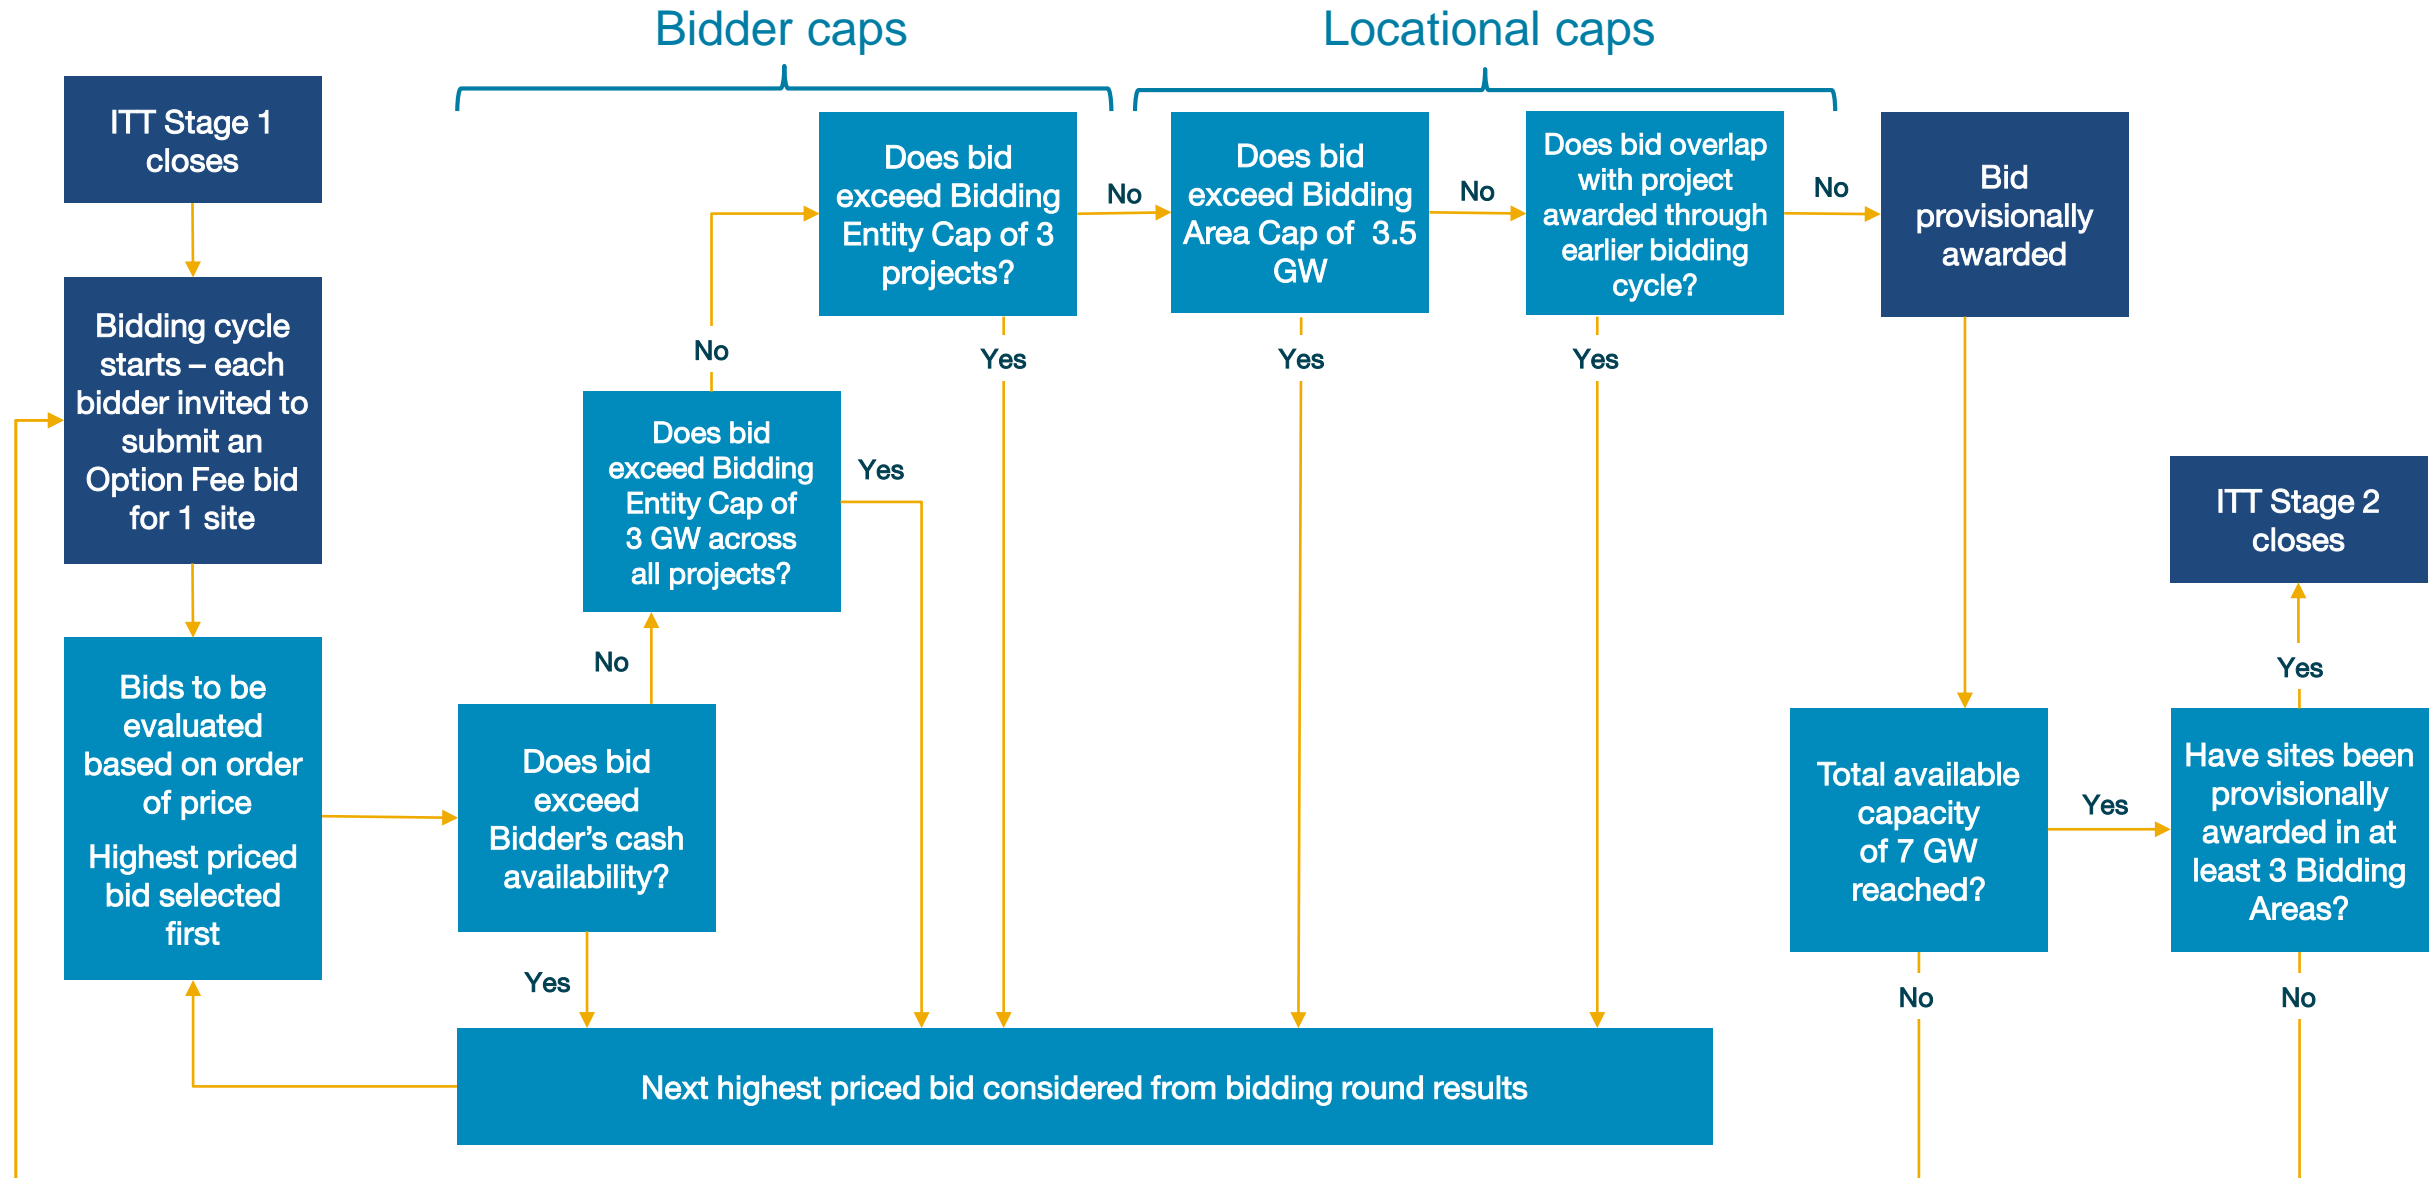 Bidder caps
Locational caps
ITT Stage 1
closes
Bidding cycle
starts – each
bidder invited to
submit an
Option Fee bid
for 1 site
Bids to be
evaluated
based on order
of price
Highest priced
bid selected
first
Does bid
exceed
Bidder’s cash
availability?
No
Yes
Does bid
exceed Bidding
Entity Cap of
3 GW across
all projects?
No
Yes
Does bid
exceed Bidding
Entity Cap of 3
projects?
No
Yes
Does bid
exceed Bidding
Area Cap of  3.5
GW
No
Yes
Does bid overlap
with project
awarded through
earlier bidding
cycle?
No
Yes
Bid
provisionally
awarded
Next highest priced bid considered from bidding round results
Total available
capacity
of 7 GW
reached?
Yes
No
Have sites been
provisionally
awarded in at
least 3 Bidding
Areas?
Yes
No
ITT Stage 2
closes